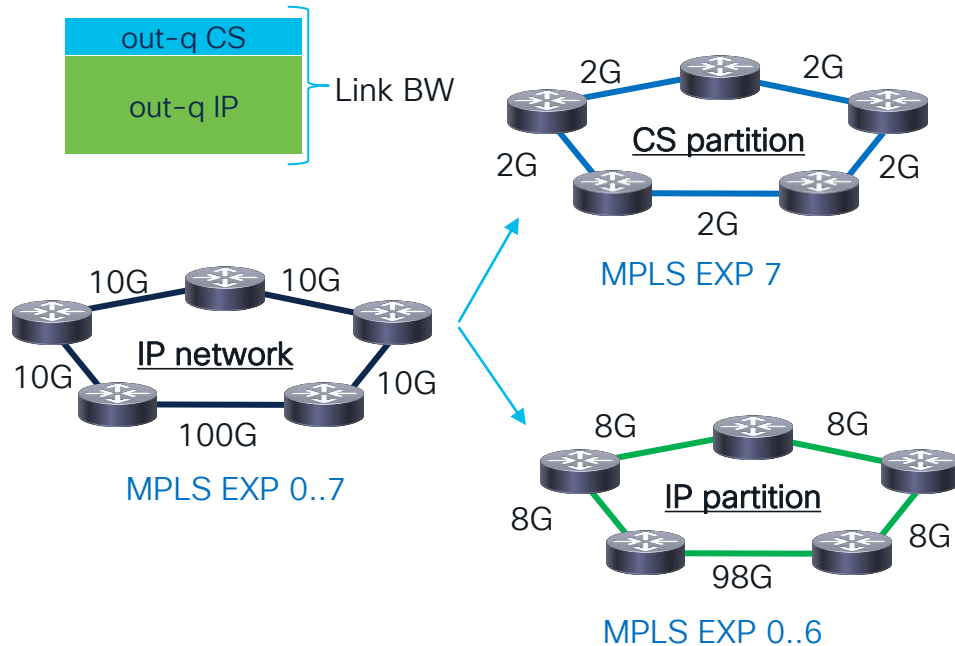 out-q CS
out-q IP
Link BW
2G
2G
CS partition
2G
2G
2G
MPLS EXP 7
10G
10G
IP network
10G
10G
100G
MPLS EXP 0..7
8G
8G
IP partition
8G
8G
98G
MPLS EXP 0..6